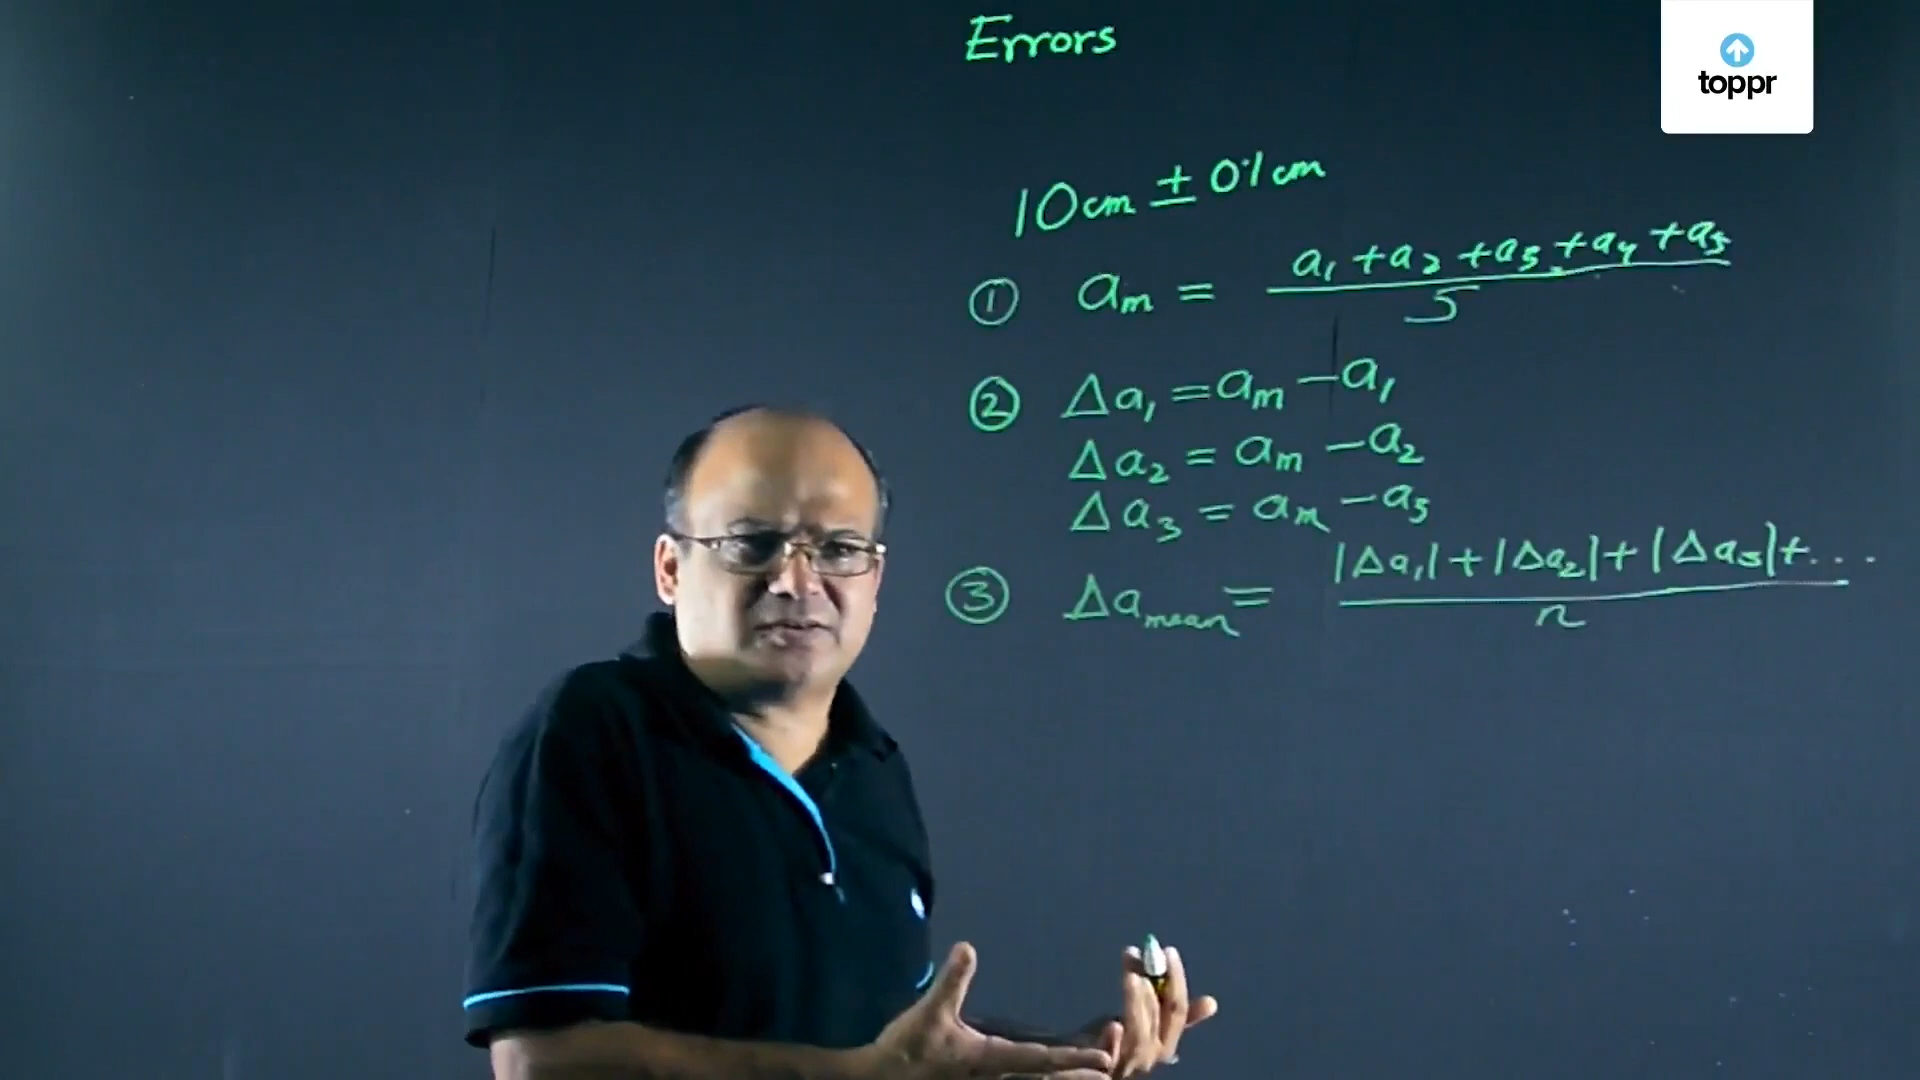 Errors
toppr
10cm ± 0.1cm
① am = a1 + a2 + a3 + a4 + a5 / 5
② Δa1 = am − a1
Δa2 = am − a2
Δa3 = am − a3
③ Δamean = |Δa1| + |Δa2| + |Δa3| + ... / n